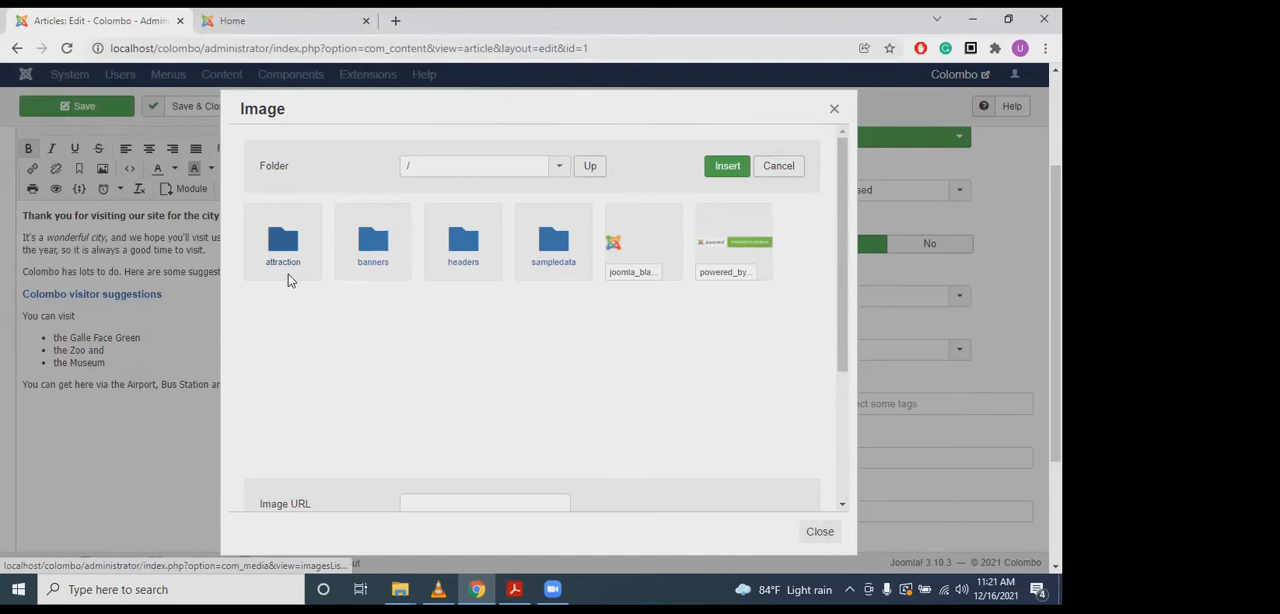 Articles: Edit - Colombo - Admin
Home
localhost/colombo/administrator/index.php?option=com_content&view=article&layout=edit&id=1
U
System Users Menus Content Components Extensions Help
Colombo
Save
Save & Clo
Help
Image
Folder
/
Up
Insert
Cancel
B I U S
Module
attraction
banners
headers
sampledata
joomla_bla...
powered_by...
Thank you for visiting our site for the city
It's a wonderful city, and we hope you'll visit us
the year, so it is always a good time to visit.
Colombo has lots to do. Here are some suggest
Colombo visitor suggestions
You can visit
• the Galle Face Green
• the Zoo and
• the Museum
You can get here via the Airport, Bus Station an
No
ect some tags
Image URL
Close
localhost/colombo/administrator/index.php?option=com_media&view=imagesLis...
Joomla! 3.10.3 — © 2021 Colombo
Type here to search
84°F Light rain
11:21 AM
12/16/2021
4